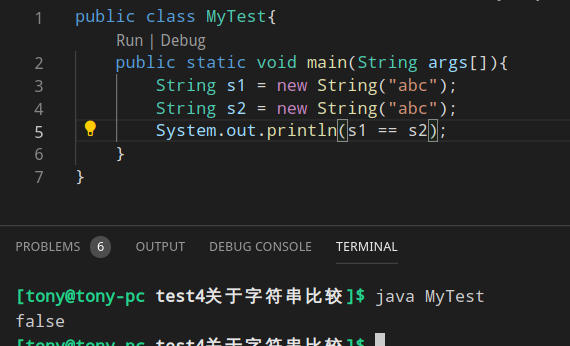 1 public class MyTest{
Run | Debug
2 public static void main(String args[]){
3 String s1 = new String("abc");
4 String s2 = new String("abc");
5 System.out.println(s1 == s2);
6 }
7 }
PROBLEMS 6 OUTPUT DEBUG CONSOLE TERMINAL
[tony@tony-pc test4关于字符串比较]$ java MyTest
false
[tony@tony-pc test4关于字符串比较]$